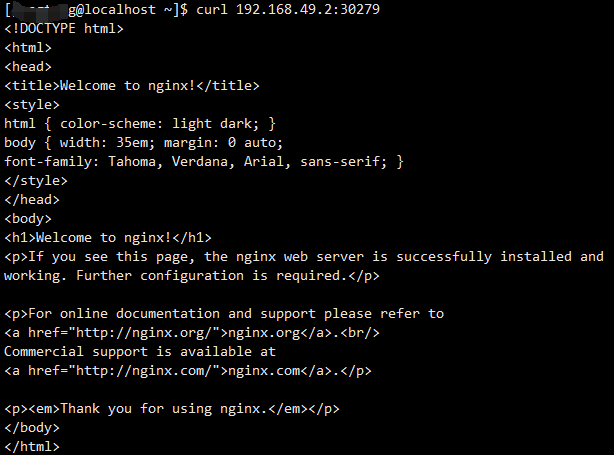 [g@localhost ~]$ curl 192.168.49.2:30279
<!DOCTYPE html>
<html>
<head>
<title>Welcome to nginx!</title>
<style>
html { color-scheme: light dark; }
body { width: 35em; margin: 0 auto;
font-family: Tahoma, Verdana, Arial, sans-serif; }
</style>
</head>
<body>
<h1>Welcome to nginx!</h1>
<p>If you see this page, the nginx web server is successfully installed and
working. Further configuration is required.</p>

<p>For online documentation and support please refer to
<a href="http://nginx.org/">nginx.org</a>.<br/>
Commercial support is available at
<a href="http://nginx.com/">nginx.com</a>.</p>

<p><em>Thank you for using nginx.</em></p>
</body>
</html>